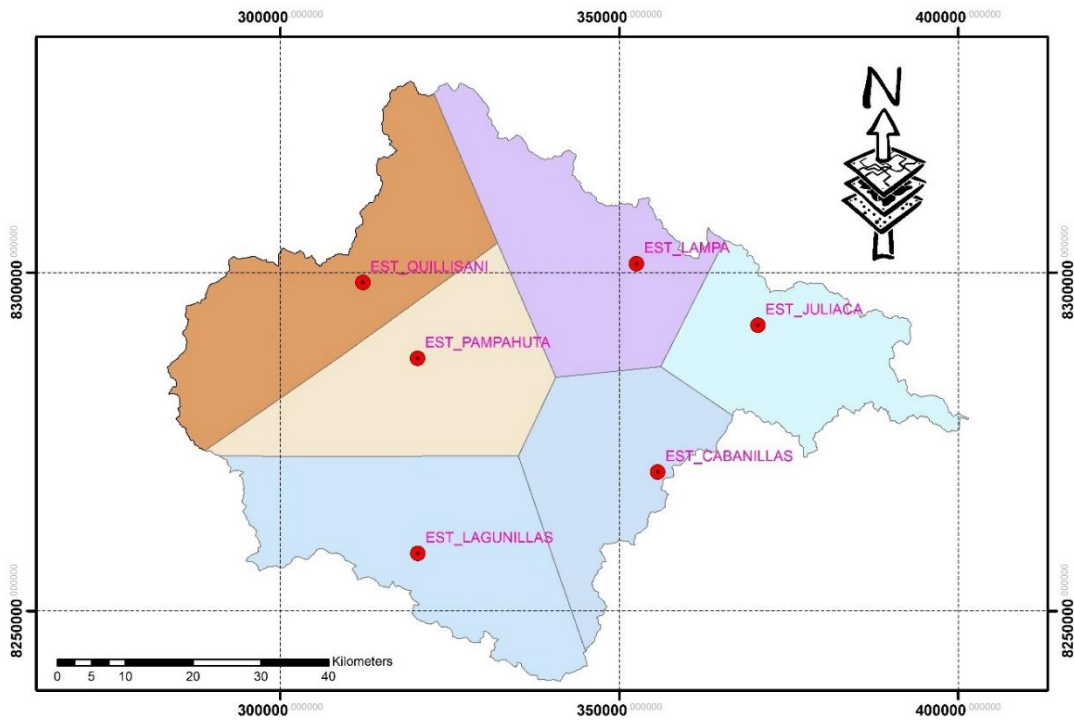 300000.000000 350000.000000 400000.000000
N
EST_LAMPA
8300000.000000 8300000.000000
EST_QUILLISANI
EST_JULIACA
EST_PAMPAHUTA
EST_CABANILLAS
EST_LAGUNILLAS
8250000.000000 8250000.000000
Kilometers
0 5 10 20 30 40
300000.000000 350000.000000 400000.000000